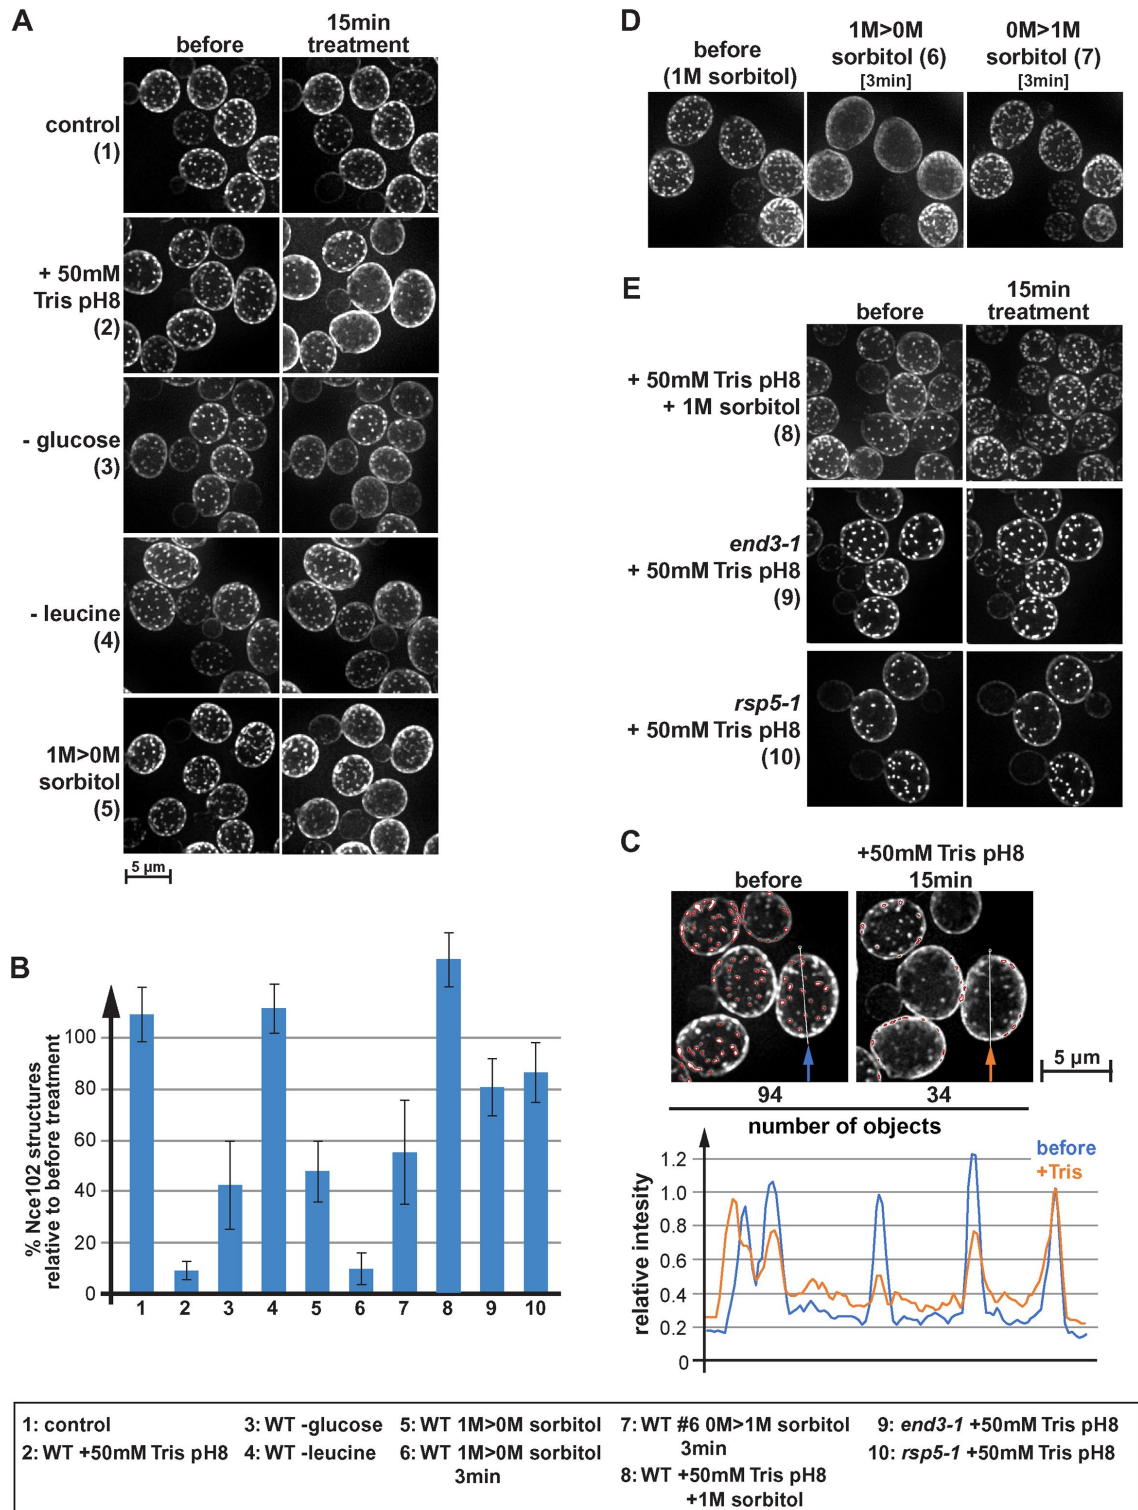 A
before
15min
treatment
control
(1)
+ 50mM
Tris pH8
(2)
- glucose
(3)
- leucine
(4)
1M>0M
sorbitol
(5)
5 µm
B
% Nce102 structures
relative to before treatment
100
80
60
40
20
0
1 2 3 4 5 6 7 8 9 10
D
before
(1M sorbitol)
1M>0M
sorbitol (6)
[3min]
0M>1M
sorbitol (7)
[3min]
E
before
15min
treatment
+ 50mM Tris pH8
+ 1M sorbitol
(8)
end3-1
+ 50mM Tris pH8
(9)
rsp5-1
+ 50mM Tris pH8
(10)
C
before
+50mM Tris pH8
15min
5 µm
94 34
number of objects
before
+Tris
relative intesity
1.2
1.0
0.8
0.6
0.4
0.2
0
1: control
2: WT +50mM Tris pH8
3: WT -glucose
4: WT -leucine
5: WT 1M>0M sorbitol
6: WT 1M>0M sorbitol
3min
7: WT #6 0M>1M sorbitol
3min
8: WT +50mM Tris pH8
+1M sorbitol
9: end3-1 +50mM Tris pH8
10: rsp5-1 +50mM Tris pH8